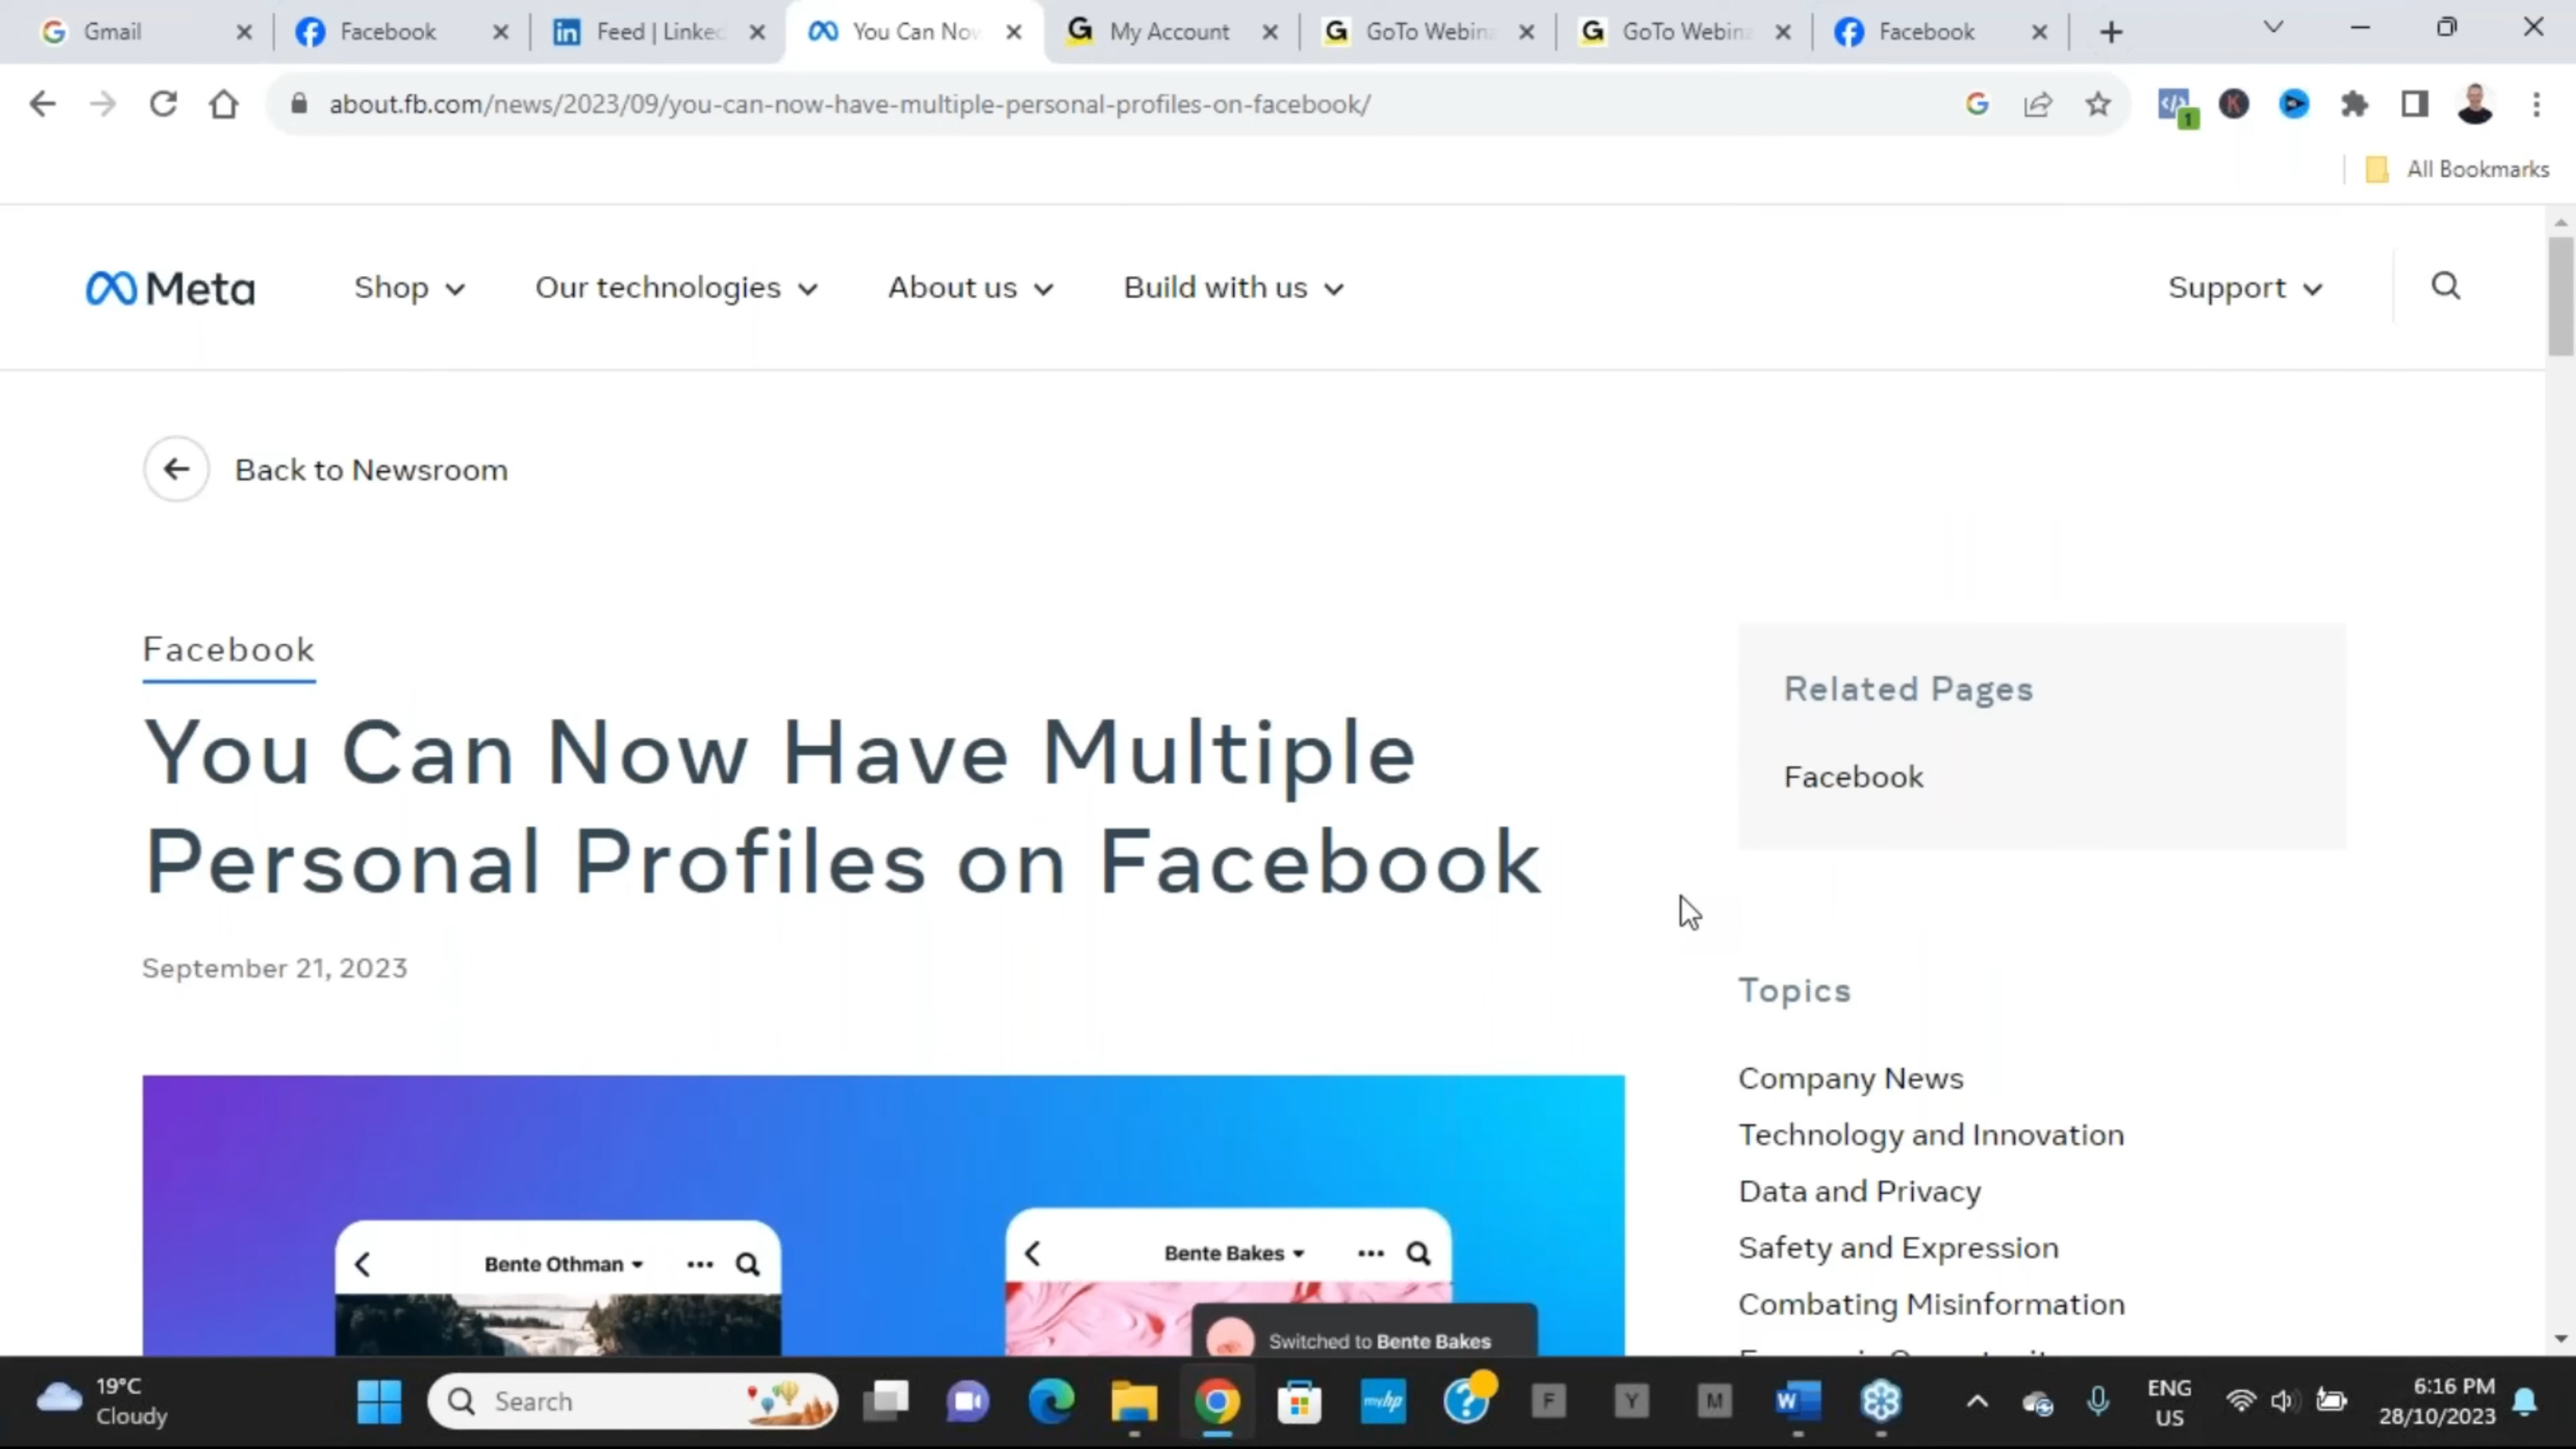 Gmail
Facebook
Feed | Linke
You Can Nov
My Account
GoTo Webin
GoTo Webin
Facebook
about.fb.com/news/2023/09/you-can-now-have-multiple-personal-profiles-on-facebook/
K
1
All Bookmarks
Meta
Shop
Our technologies
About us
Build with us
Support
Back to Newsroom
Facebook
You Can Now Have Multiple
Personal Profiles on Facebook
September 21, 2023
Related Pages
Facebook
Topics
Company News
Technology and Innovation
Data and Privacy
Safety and Expression
Combating Misinformation
Bente Othman
Bente Bakes
Switched to Bente Bakes
19°C
Cloudy
Search
myhp
F
Y
M
W
ENG
US
6:16 PM
28/10/2023